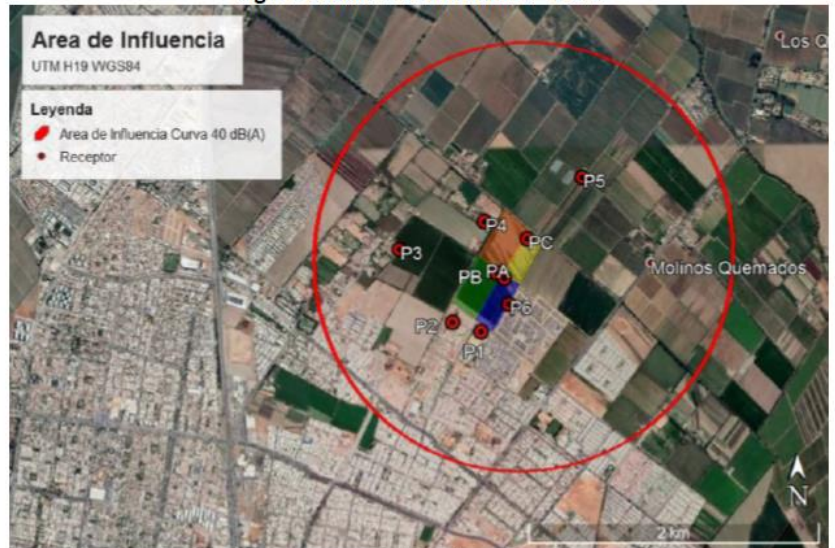 Area de Influencia
UTM H19 WGS84
Leyenda
Area de Influencia Curva 40 dB(A)
Receptor
Los Q
P5
P4
PC
P3
Molinos Quemados
PB
PA
P6
P2
P1
N
2 km